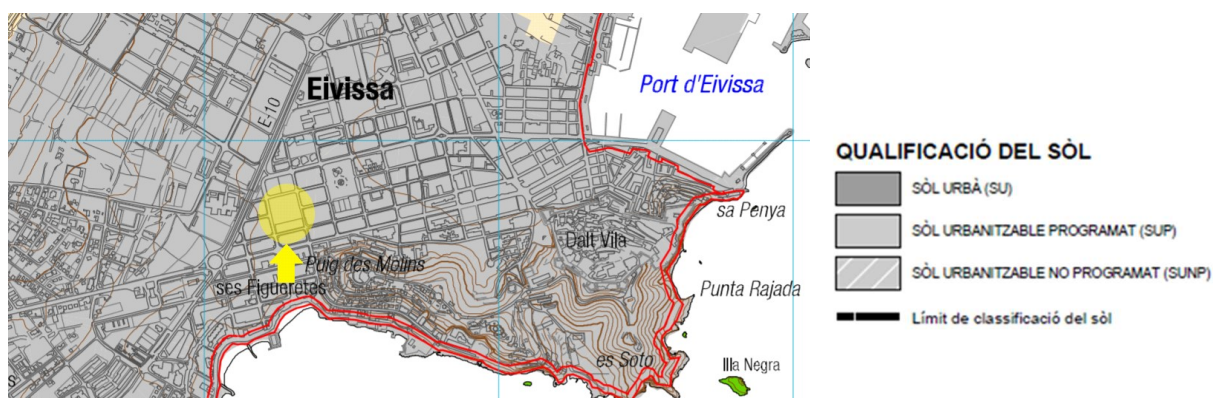 Eivissa
Port d'Eivissa
E-10
sa Penya
Dalt Vila
Puig des Molins
ses Figueretes
Punta Rajada
es Soto
Illa Negra
s
QUALIFICACIÓ DEL SÒL
SÒL URBÀ (SU)
SÒL URBANITZABLE PROGRAMAT (SUP)
SÒL URBANITZABLE NO PROGRAMAT (SUNP)
Límit de classificació del sòl